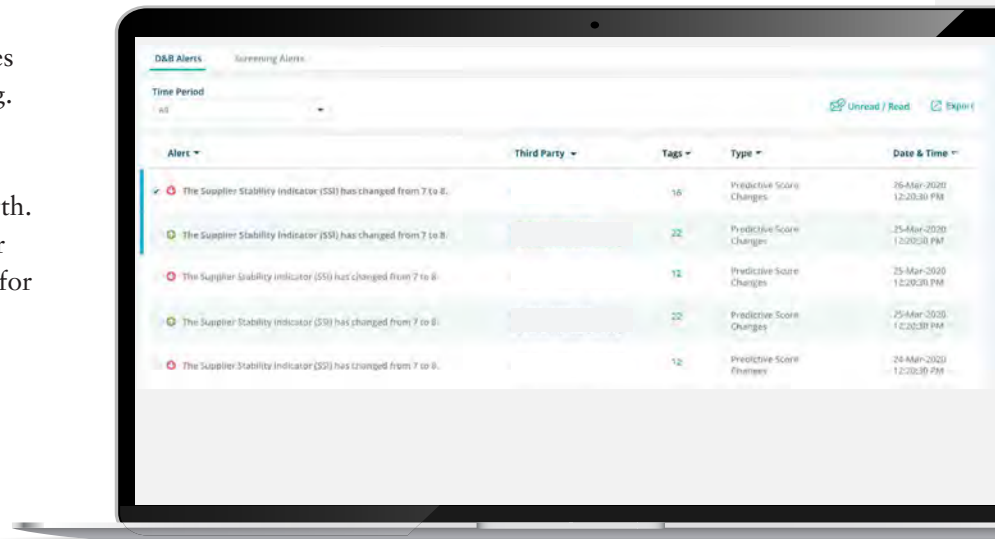 es
g.
th.
r
for
D&B Alerts Screening Alerts
Time Period
All
Unread / Read Export
Alert Third Party Tags Type Date & Time
The Supplier Stability Indicator (SSI) has changed from 7 to 8. 16 Predictive Score Changes 26-Mar-2020 12:20:30 PM
The Supplier Stability Indicator (SSI) has changed from 7 to 8. 22 Predictive Score Changes 25-Mar-2020 12:20:30 PM
The Supplier Stability Indicator (SSI) has changed from 7 to 8. 12 Predictive Score Changes 25-Mar-2020 12:20:30 PM
The Supplier Stability Indicator (SSI) has changed from 7 to 8. 22 Predictive Score Changes 25-Mar-2020 12:20:30 PM
The Supplier Stability Indicator (SSI) has changed from 7 to 8. 12 Predictive Score Changes 24-Mar-2020 12:20:30 PM